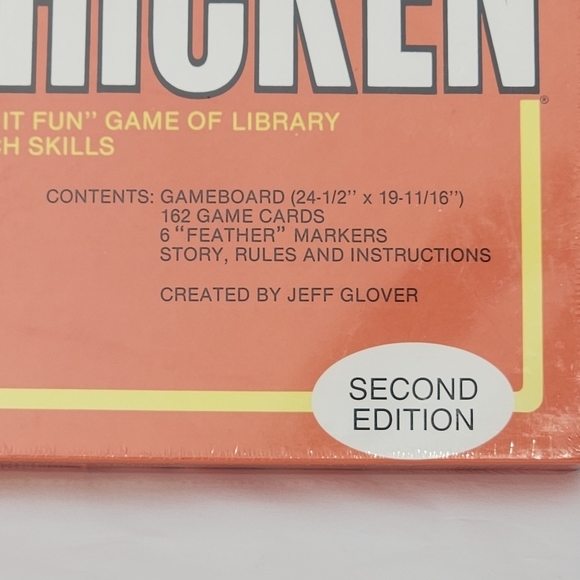 HICKEN®
IT FUN" GAME OF LIBRARY
CH SKILLS
CONTENTS: GAMEBOARD (24-1/2" x 19-11/16")
162 GAME CARDS
6 "FEATHER" MARKERS
STORY, RULES AND INSTRUCTIONS
CREATED BY JEFF GLOVER
SECOND
EDITION